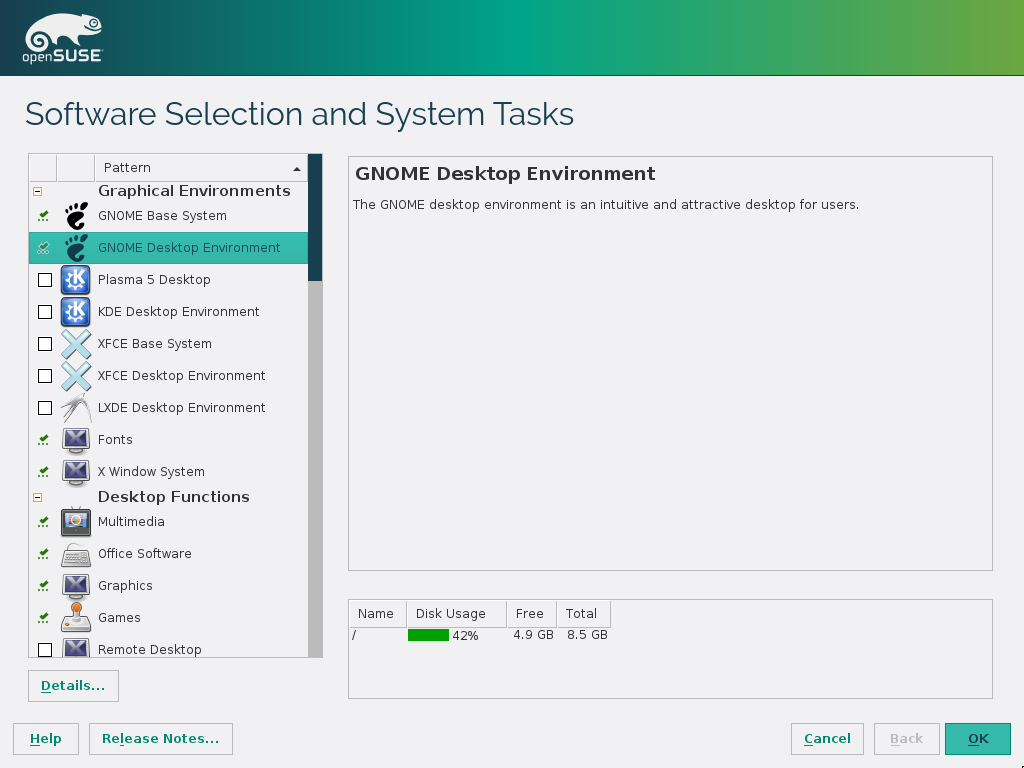 openSUSE
Software Selection and System Tasks
Pattern
Graphical Environments
GNOME Base System
GNOME Desktop Environment
Plasma 5 Desktop
KDE Desktop Environment
XFCE Base System
XFCE Desktop Environment
LXDE Desktop Environment
Fonts
X Window System
Desktop Functions
Multimedia
Office Software
Graphics
Games
Remote Desktop
Details...
GNOME Desktop Environment
The GNOME desktop environment is an intuitive and attractive desktop for users.
Name Disk Usage Free Total
/ 42% 4.9 GB 8.5 GB
Help Release Notes... Cancel Back OK